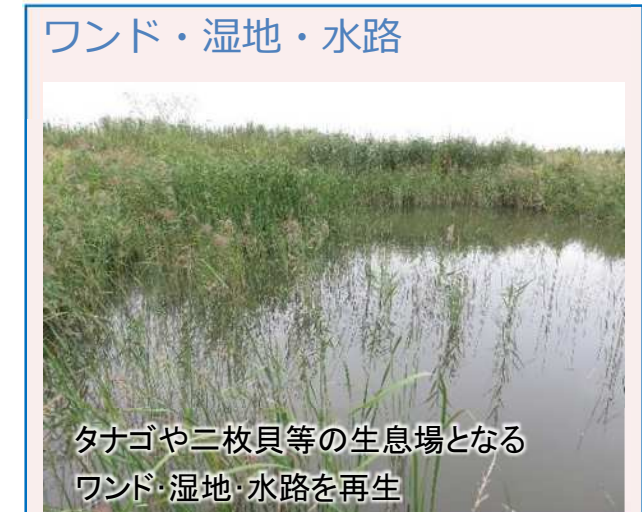 ワンド・湿地・水路
タナゴや二枚貝等の生息場となる
ワンド･湿地･水路を再生